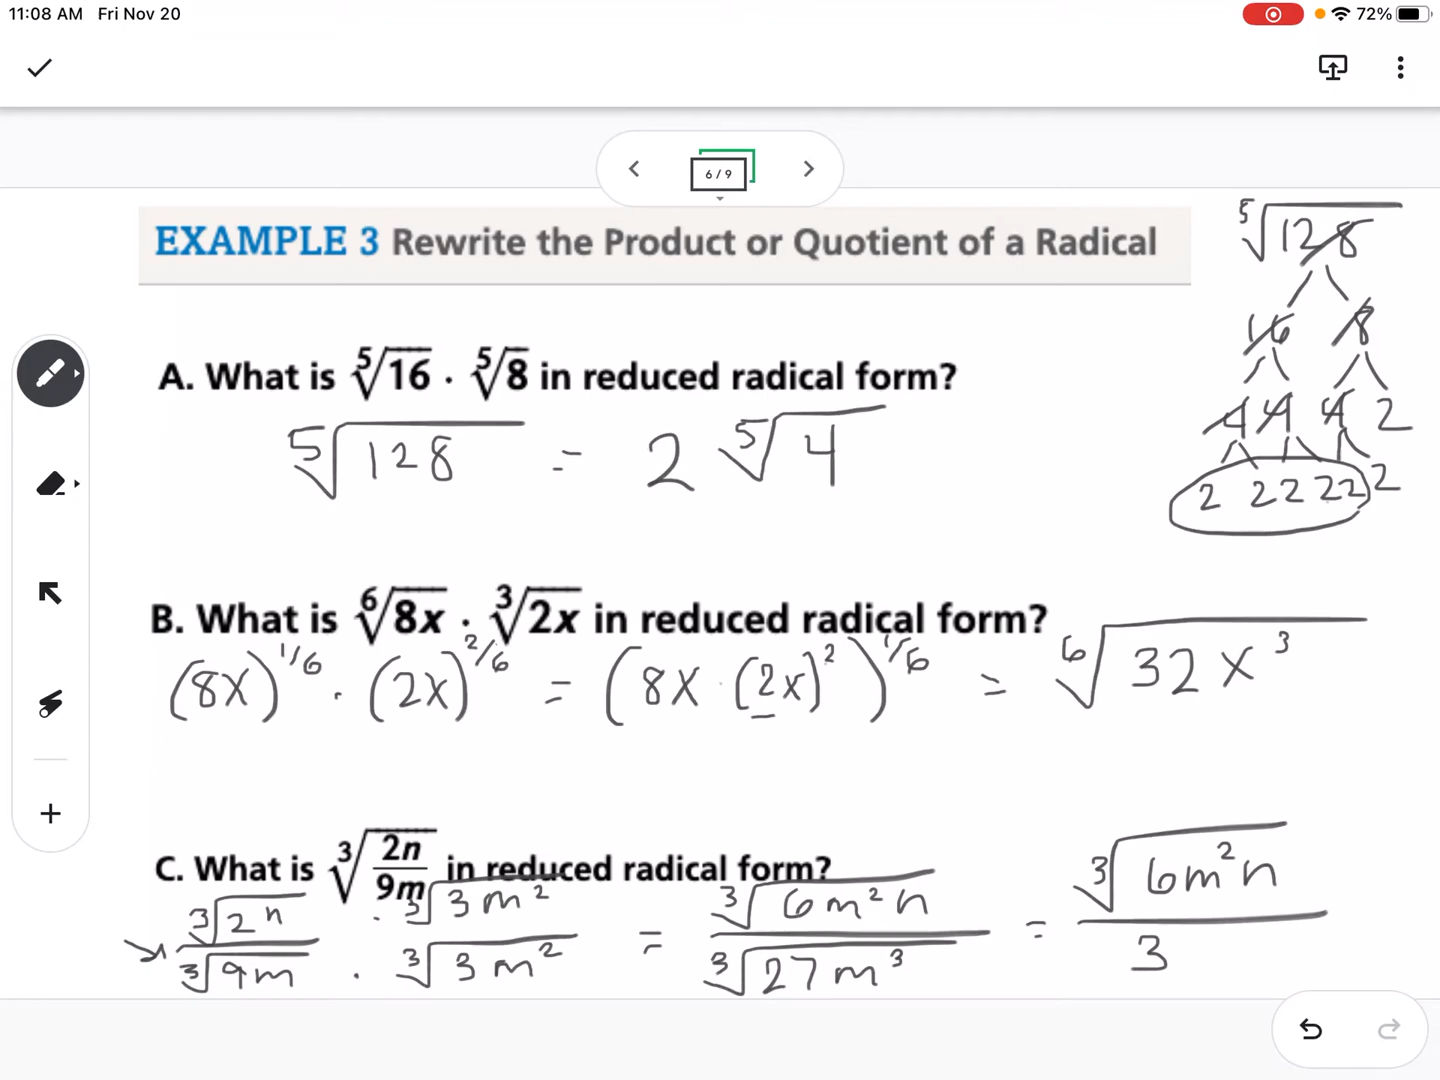 11:08 AM Fri Nov 20 72%
6 / 9
EXAMPLE 3 Rewrite the Product or Quotient of a Radical
⁵√128
16 8
4 4 4 2
2 2 2 2 2 2
A. What is ⁵√16 · ⁵√8 in reduced radical form?
⁵√128 = 2 ⁵√4
B. What is ⁶√8x · ³√2x in reduced radical form?
(8x)^1/6 · (2x)^2/6 = (8x · (2x)²)^1/6 = ⁶√32x³
C. What is ³√(2n/9m) in reduced radical form?
³√2n / ³√9m · ³√3m² / ³√3m² = ³√6m²n / ³√27m³ = ³√6m²n / 3